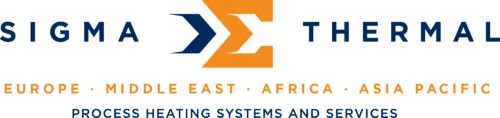 SIGMA THERMAL
EUROPE · MIDDLE EAST · AFRICA · ASIA PACIFIC
PROCESS HEATING SYSTEMS AND SERVICES